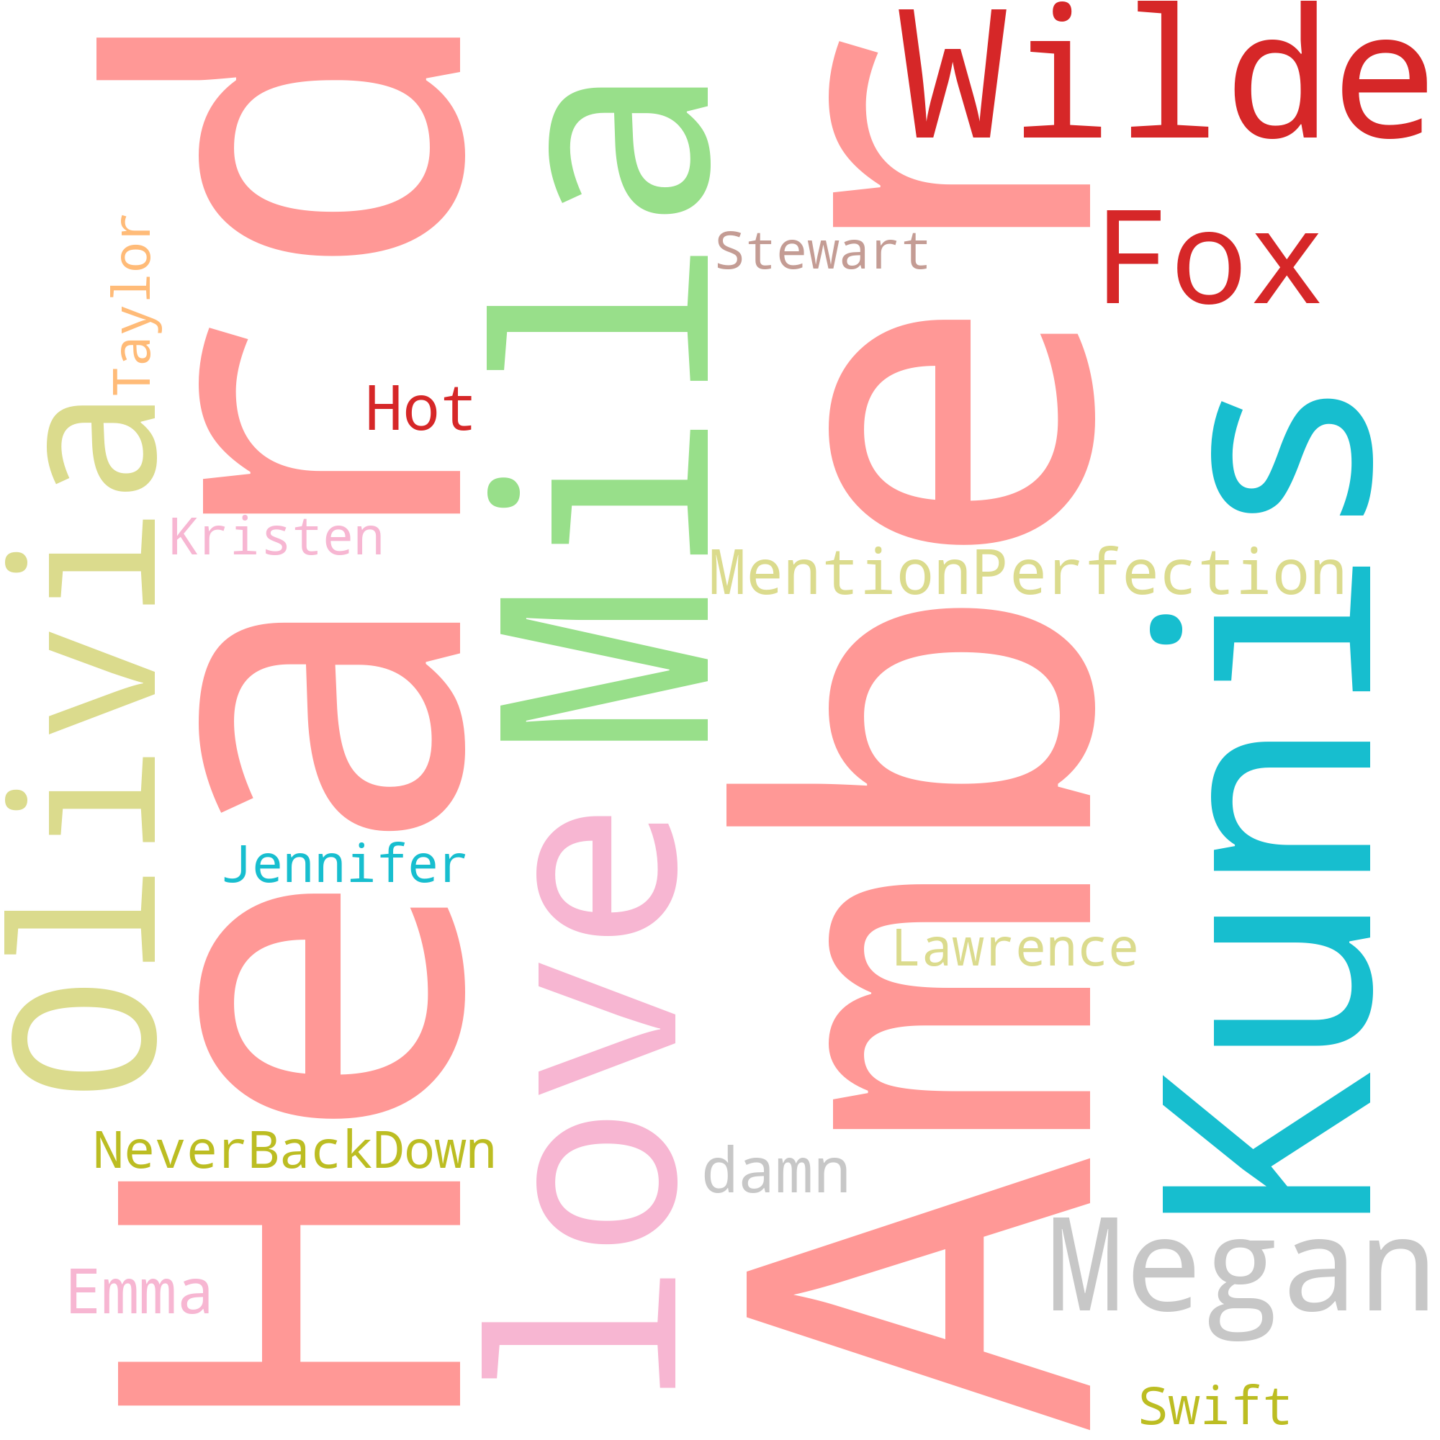 Wilde
Heard
Mila
Amber
Fox
Taylor
Stewart
Hot
Olivia
Kunis
Kristen
MentionPerfection
love
Jennifer
Lawrence
NeverBackDown
damn
Megan
Emma
Swift